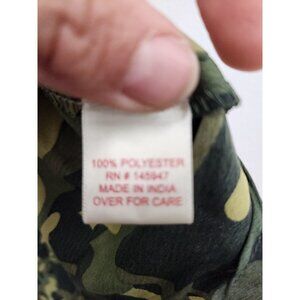 100% POLYESTER
RN # 145947
MADE IN INDIA
OVER FOR CARE